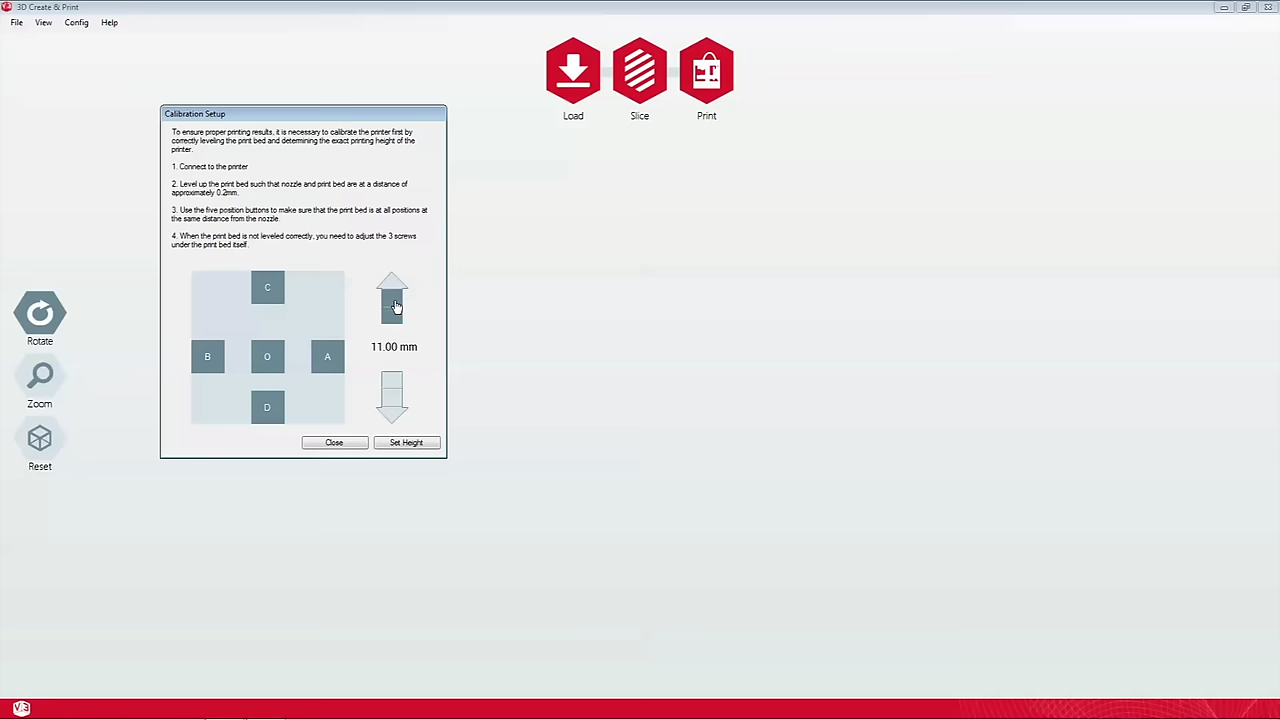 3D Create & Print
File View Config Help
Load Slice Print
Calibration Setup
To ensure proper printing results, it is necessary to calibrate the printer first by
correctly leveling the print bed and determining the exact printing height of the
printer.
1. Connect to the printer
2. Level up the print bed such that nozzle and print bed are at a distance of
approximately 0.2mm.
3. Use the five position buttons to make sure that the print bed is at all positions at
the same distance from the nozzle.
4. When the print bed is not leveled correctly, you need to adjust the 3 screws
under the print bed itself.
C
B O A
D
11.00 mm
Close Set Height
Rotate
Zoom
Reset